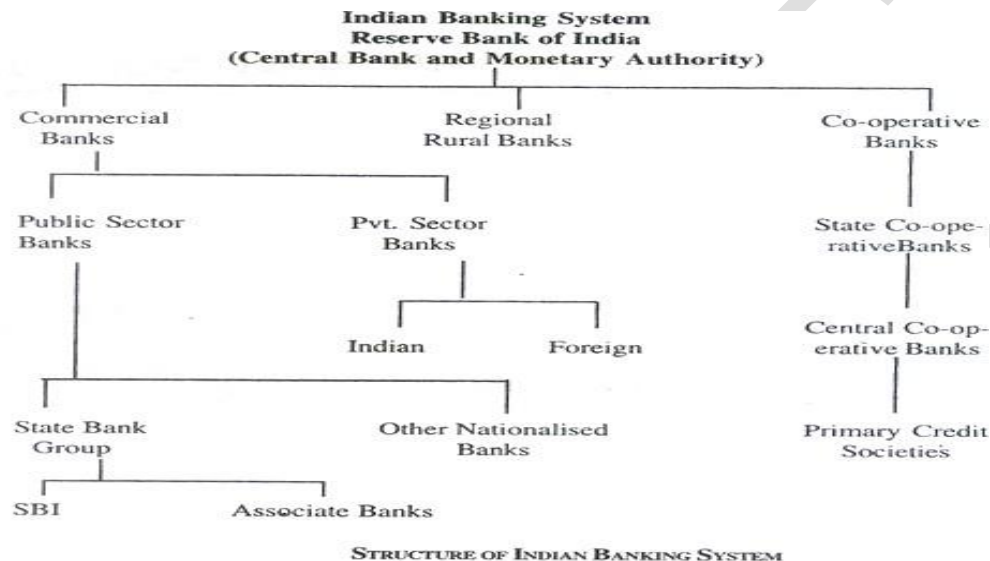 Indian Banking System
Reserve Bank of India
(Central Bank and Monetary Authority)
Commercial
Banks
Regional
Rural Banks
Co-operative
Banks
Public Sector
Banks
Pvt. Sector
Banks
State Co-ope-
rativeBanks
Indian
Foreign
Central Co-op-
erative Banks
State Bank
Group
Other Nationalised
Banks
Primary Credit
Societies
SBI
Associate Banks
STRUCTURE OF INDIAN BANKING SYSTEM